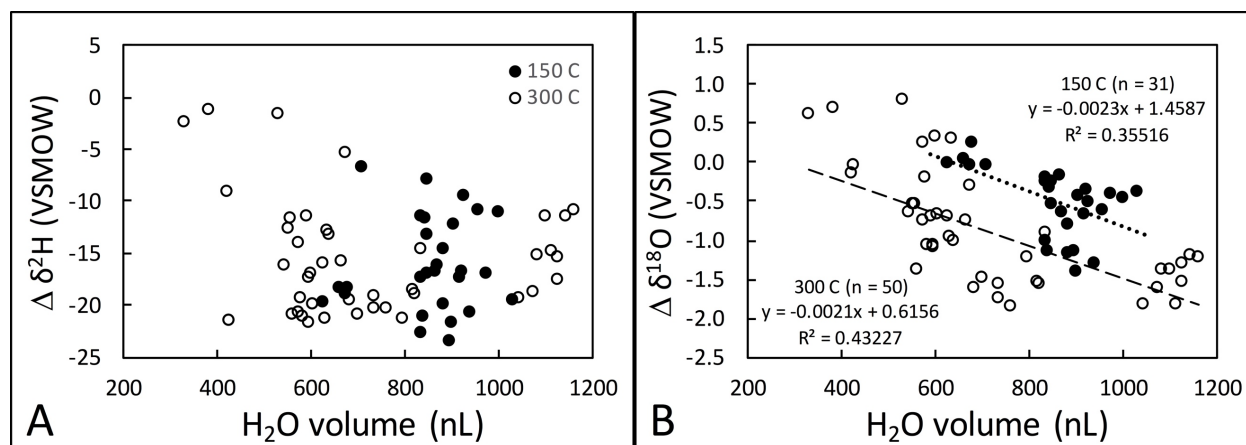 5
0
-5
-10
-15
-20
-25
Δ δ²H (VSMOW)
150 C
300 C
200 400 600 800 1000 1200
H₂O volume (nL)
A
1.5
1.0
0.5
0.0
-0.5
-1.0
-1.5
-2.0
-2.5
Δ δ¹⁸O (VSMOW)
150 C (n = 31)
y = -0.0023x + 1.4587
R² = 0.35516
300 C (n = 50)
y = -0.0021x + 0.6156
R² = 0.43227
200 400 600 800 1000 1200
H₂O volume (nL)
B